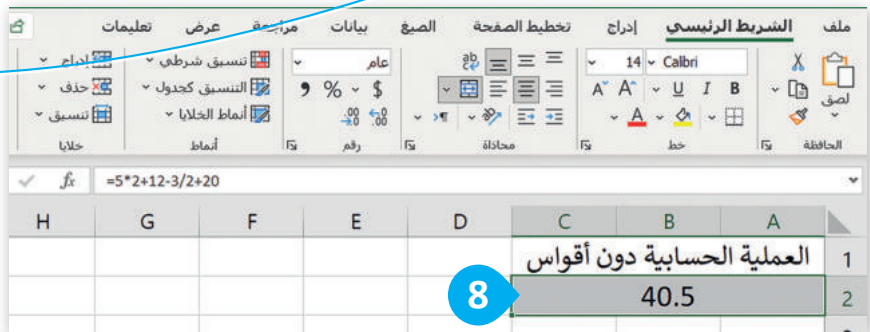 ملف الشريط الرئيسي إدراج تخطيط الصفحة الصيغ بيانات مراجعة عرض تعليمات
Calibri 14 عام تنسيق شرطي إدراج
لصق B I U A A $ % , التنسيق كجدول حذف
A أنماط الخلايا تنسيق
الحافظة خط محاذاة رقم أنماط خلايا
fx =5*2+12-3/2+20
A B C D E F G H
1 العملية الحسابية دون أقواس
2 40.5 8